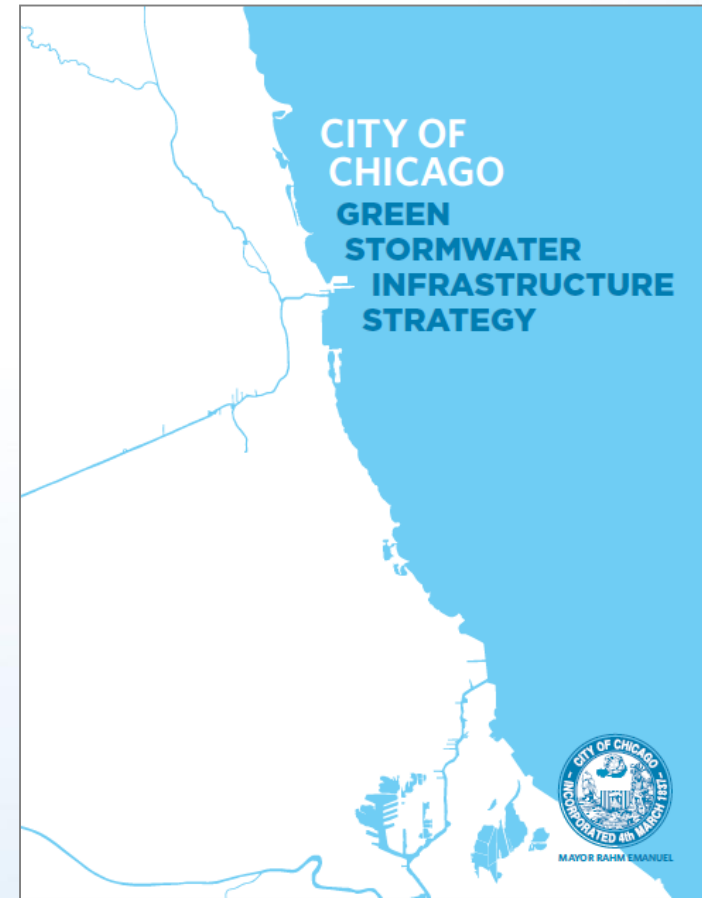 CITY OF
CHICAGO
GREEN
STORMWATER
INFRASTRUCTURE
STRATEGY
CITY OF CHICAGO
INCORPORATED 4th MARCH 1837
MAYOR RAHM EMANUEL